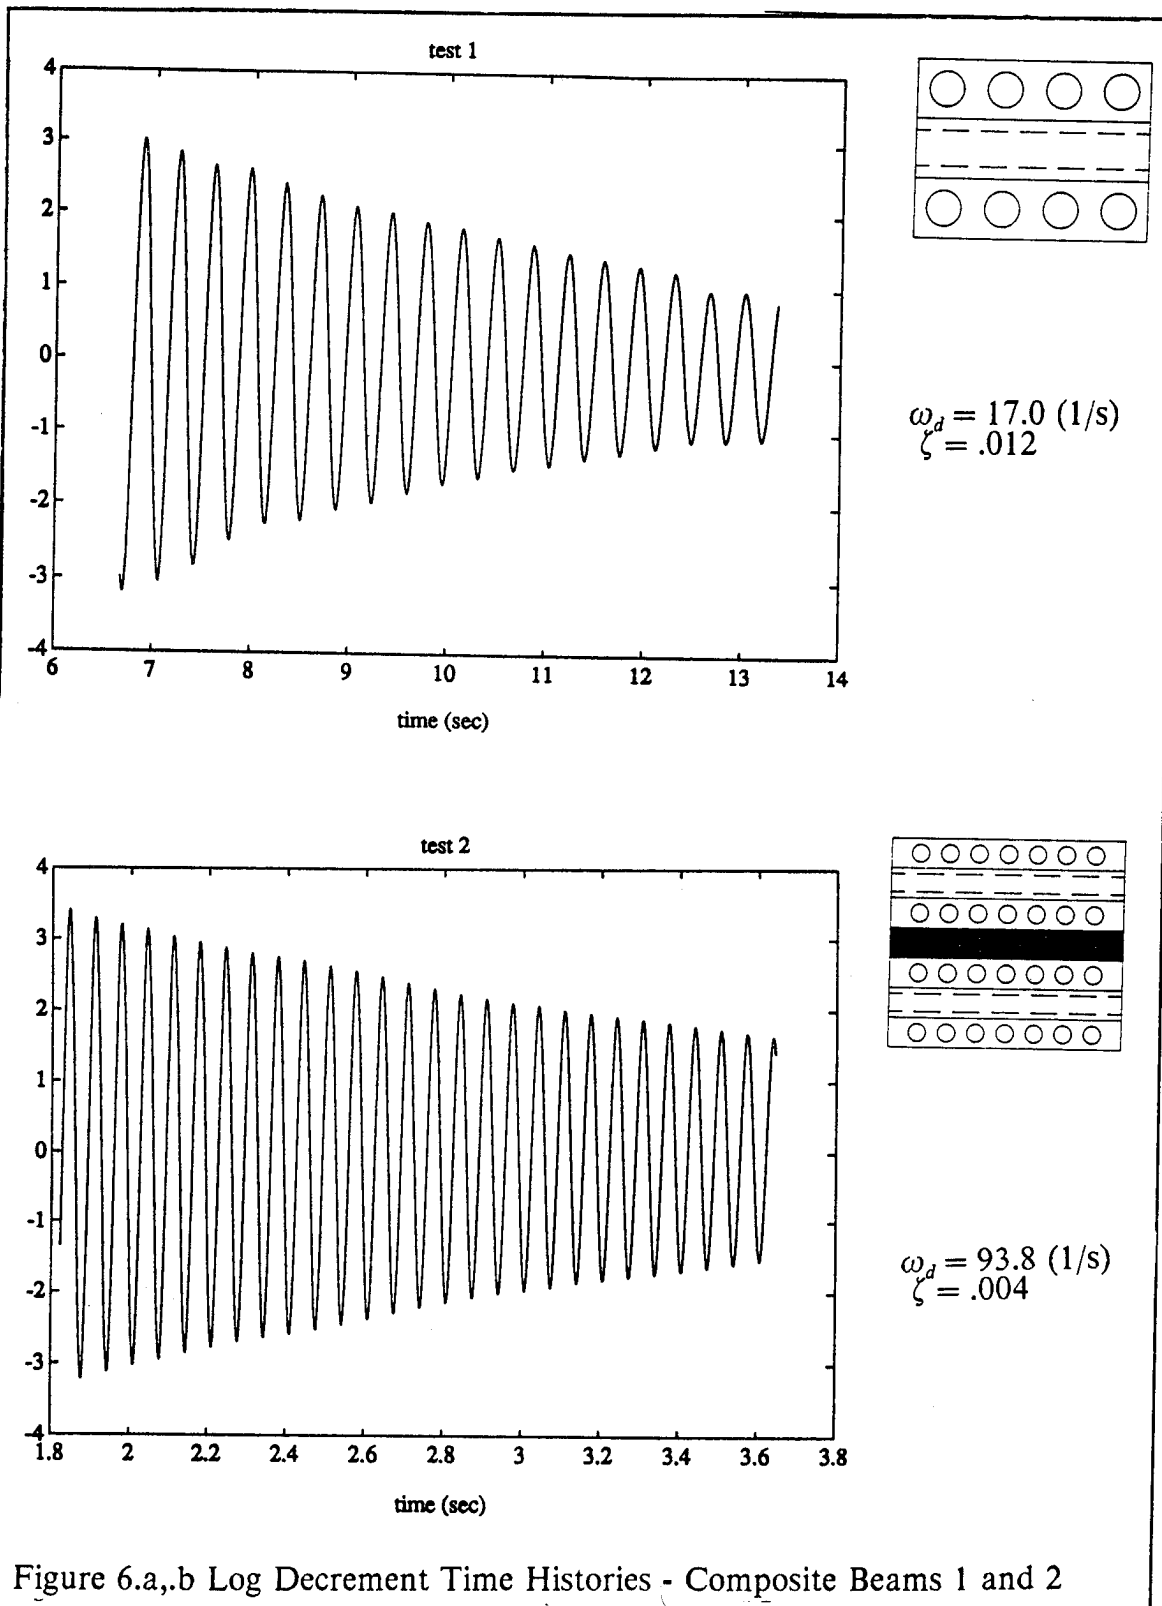 test 1
4
3
2
1
0
-1
-2
-3
-4
6 7 8 9 10 11 12 13 14
time (sec)
ω_d = 17.0 (1/s)
ζ = .012
test 2
4
3
2
1
0
-1
-2
-3
-4
1.8 2 2.2 2.4 2.6 2.8 3 3.2 3.4 3.6 3.8
time (sec)
ω_d = 93.8 (1/s)
ζ = .004
Figure 6.a,.b Log Decrement Time Histories - Composite Beams 1 and 2